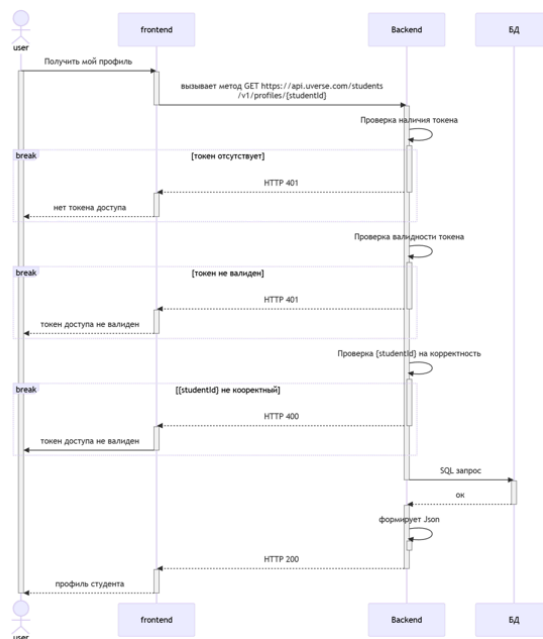 user
frontend
Backend
БД
Получить мой профиль
вызывает метод GET https://api.uverse.com/students
/v1/profiles/{studentId}
Проверка наличия токена
break
[токен отсутствует]
HTTP 401
нет токена доступа
Проверка валидности токена
break
[токен не валиден]
HTTP 401
токен доступа не валиден
Проверка {studentId} на корректность
break
[{studentId} не кооректный]
HTTP 400
токен доступа не валиден
SQL запрос
ок
формирует Json
HTTP 200
профиль студента
user
frontend
Backend
БД